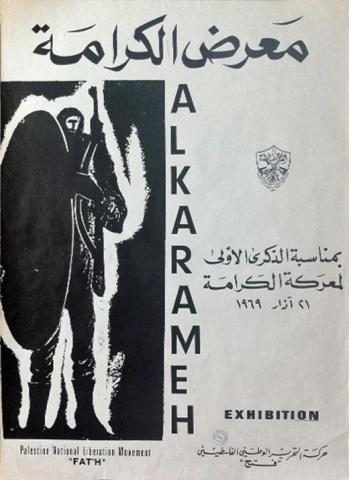 معرض الكرامة
ALKARAMEH
بمناسبة الذكرى الأولى
لمعركة الكرامة
٢١ آذار ١٩٦٩
EXHIBITION
Palestine National Liberation Movement
"FAT'H"
حركة التحرير الوطني الفلسطيني
"فتح"